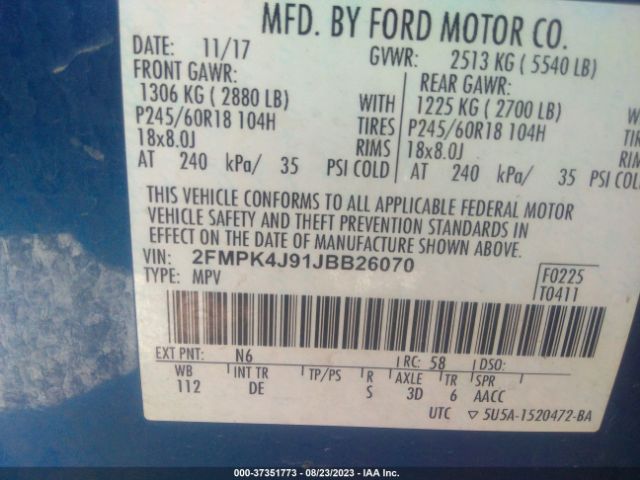 MFD. BY FORD MOTOR CO.
DATE: 11/17 GVWR: 2513 KG ( 5540 LB)
FRONT GAWR: REAR GAWR:
1306 KG ( 2880 LB) WITH 1225 KG ( 2700 LB) W
P245/60R18 104H TIRES P245/60R18 104H TIRE
18x8.0J RIMS 18x8.0J RIMS
AT 240 kPa/ 35 PSI COLD AT 240 kPa/ 35 PSI COL
THIS VEHICLE CONFORMS TO ALL APPLICABLE FEDERAL MOTOR
VEHICLE SAFETY AND THEFT PREVENTION STANDARDS IN
EFFECT ON THE DATE OF MANUFACTURE SHOWN ABOVE.
VIN: 2FMPK4J91JBB26070 F0225
TYPE: MPV T0411
EXT PNT: N6 RC: 58 DSO:
WB INT TR TP/PS R AXLE TR SPR
112 DE S 3D 6 AACC
UTC ▽ 5U5A-1520472-BA
000-37351773 - 08/23/2023 - IAA Inc.